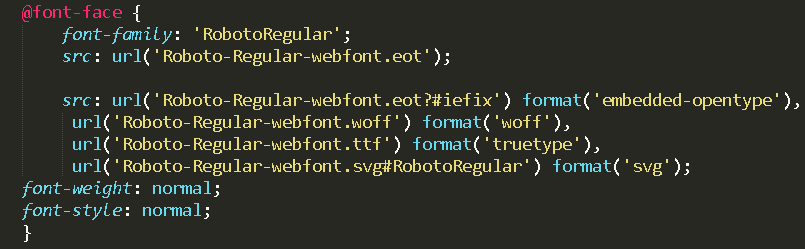 @font-face {
font-family: 'RobotoRegular';
src: url('Roboto-Regular-webfont.eot');
src: url('Roboto-Regular-webfont.eot?#iefix') format('embedded-opentype'),
url('Roboto-Regular-webfont.woff') format('woff'),
url('Roboto-Regular-webfont.ttf') format('truetype'),
url('Roboto-Regular-webfont.svg#RobotoRegular') format('svg');
font-weight: normal;
font-style: normal;
}